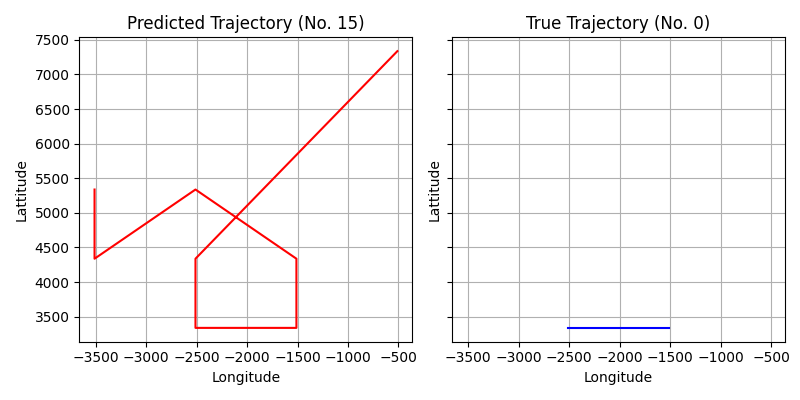 Predicted Trajectory (No. 15)
7500
7000
6500
6000
5500
5000
4500
4000
3500
Lattitude
−3500 −3000 −2500 −2000 −1500 −1000 −500
Longitude
True Trajectory (No. 0)
Lattitude
−3500 −3000 −2500 −2000 −1500 −1000 −500
Longitude